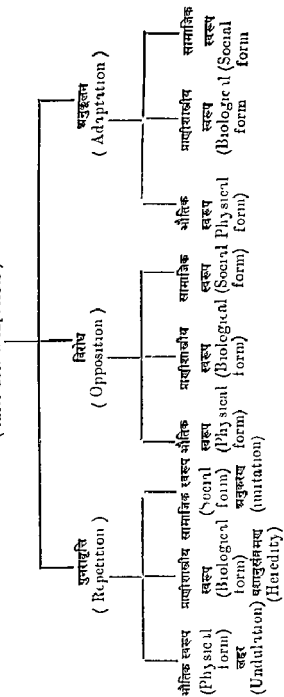 पुनरावृत्ति
( Repetition )
विरोध
( Opposition )
अनुकूलन
( Adaptation )
भौतिक स्वरूप
(Physical
form)
लहर
(Undulation)
प्राणीशास्त्रीय
स्वरूप
(Biological
form)
वशानुसंक्रमण
(Heredity)
सामाजिक स्वरूप
(Social
form)
अनुकरण
(imitation)
भौतिक
स्वरूप
(Physical
form)
प्राणीशास्त्रीय
स्वरूप
(Biological
form)
सामाजिक
स्वरूप
(Social
form)
भौतिक
स्वरूप
Physical
form)
प्राणीशास्त्रीय
स्वरूप
(Biological
form
सामाजिक
स्वरूप
(Social
form